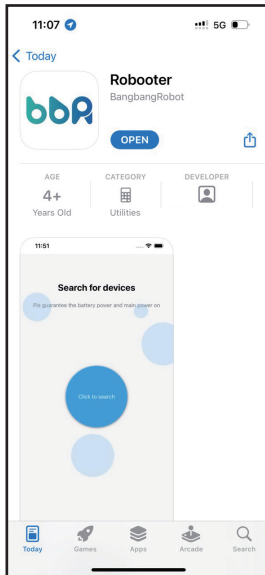 11:07
5G
Today
bbR
Robooter
BangbangRobot
OPEN
AGE
CATEGORY
DEVELOPER
4+
Years Old
Utilities
11:51
Search for devices
Pls guarantee the battery power and main power on
Click to search
Today
Games
Apps
Arcade
Search